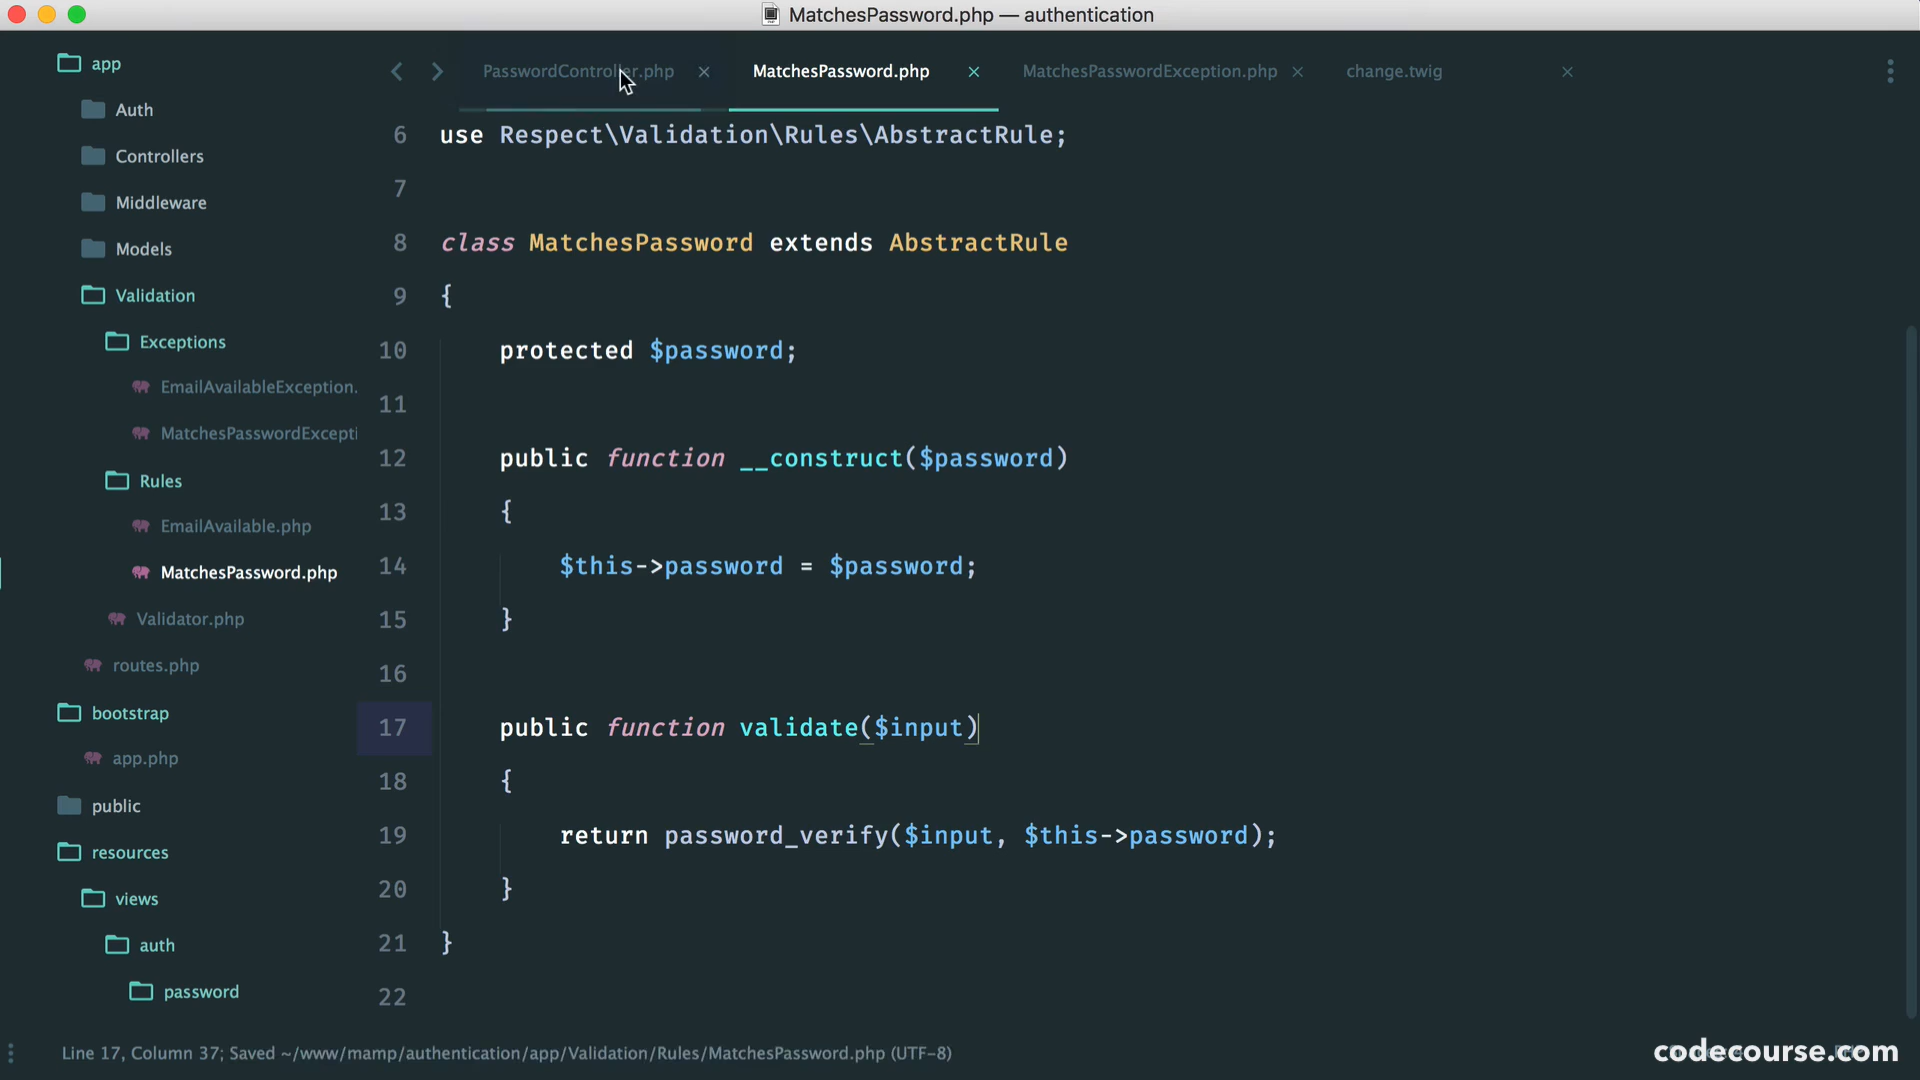 MatchesPassword.php — authentication
app
Auth
Controllers
Middleware
Models
Validation
Exceptions
EmailAvailableException.
MatchesPasswordExcepti
Rules
EmailAvailable.php
MatchesPassword.php
Validator.php
routes.php
bootstrap
app.php
public
resources
views
auth
password
PasswordController.php
MatchesPassword.php
MatchesPasswordException.php
change.twig
6 use Respect\Validation\Rules\AbstractRule;
7
8 class MatchesPassword extends AbstractRule
9 {
10 protected $password;
11
12 public function __construct($password)
13 {
14 $this->password = $password;
15 }
16
17 public function validate($input)
18 {
19 return password_verify($input, $this->password);
20 }
21 }
22
Line 17, Column 37; Saved ~/www/mamp/authentication/app/Validation/Rules/MatchesPassword.php (UTF-8)
codecourse.com